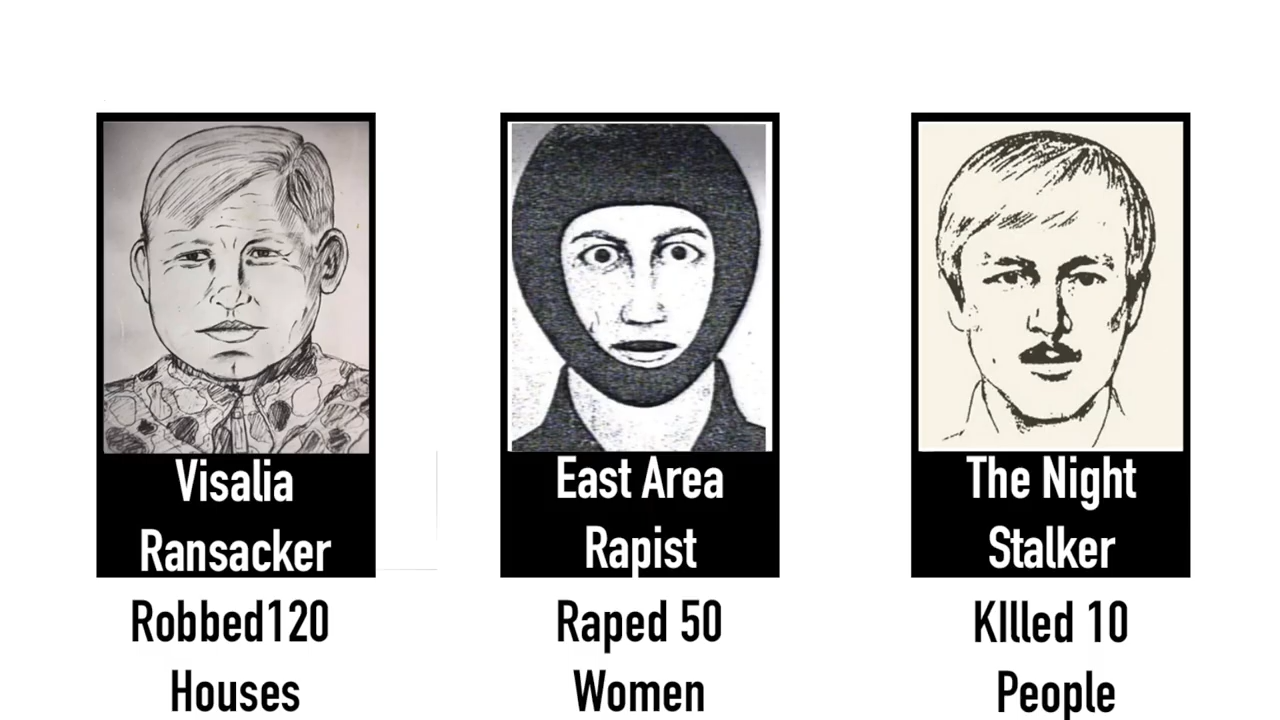 Visalia
Ransacker
Robbed120
Houses
East Area
Rapist
Raped 50
Women
The Night
Stalker
KIlled 10
People